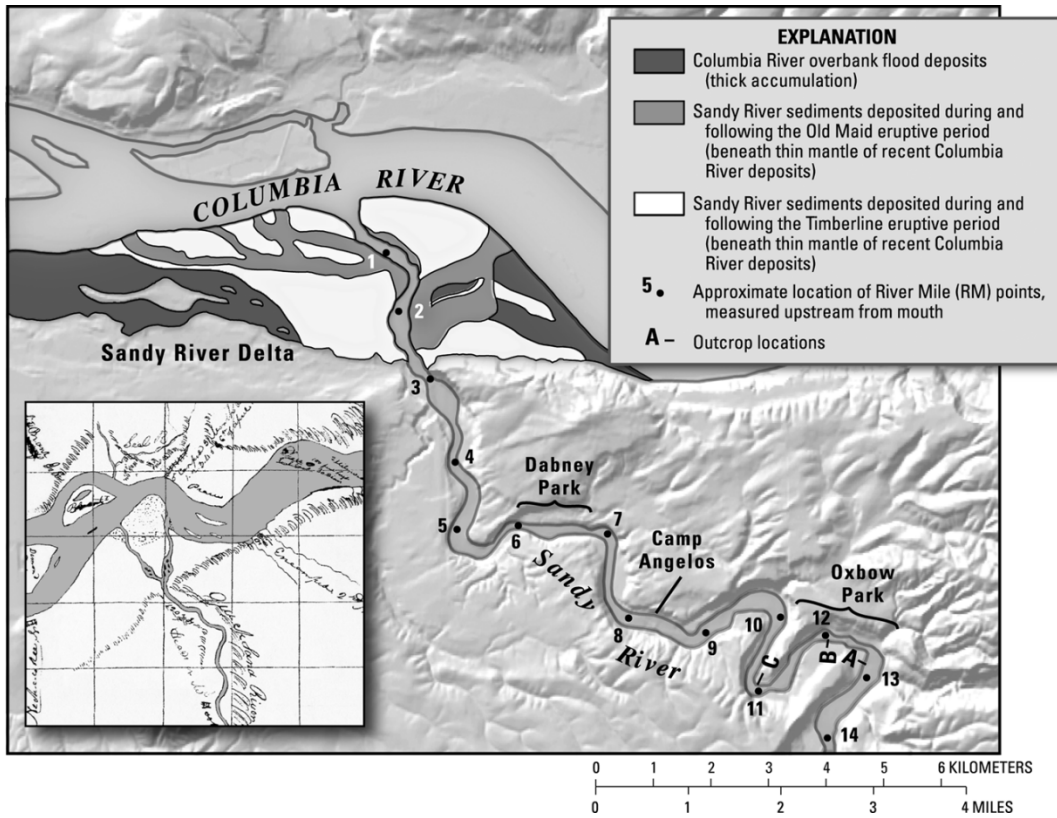 EXPLANATION
Columbia River overbank flood deposits
(thick accumulation)
Sandy River sediments deposited during and
following the Old Maid eruptive period
(beneath thin mantle of recent Columbia
River deposits)
Sandy River sediments deposited during and
following the Timberline eruptive period
(beneath thin mantle of recent Columbia
River deposits)
5 Approximate location of River Mile (RM) points,
measured upstream from mouth
A – Outcrop locations
COLUMBIA RIVER
1
2
Sandy River Delta
3
4
Dabney
Park
5
6
7
Camp
Angelos
Sandy
River
Oxbow
Park
8
9
10
12
B –
A –
C –
11
13
14
0 1 2 3 4 5 6 KILOMETERS
0 1 2 3 4 MILES